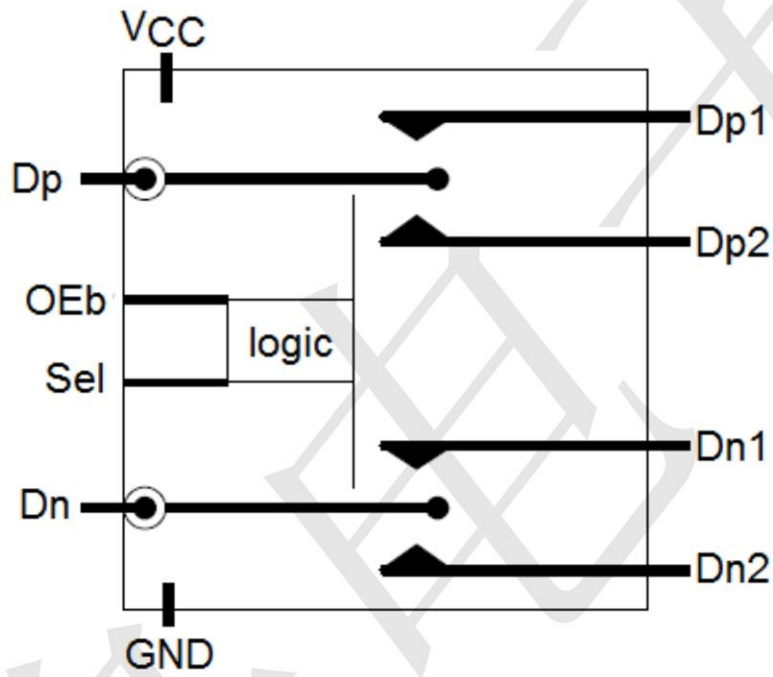 VCC
Dp1
Dp
Dp2
OEb
logic
Sel
Dn1
Dn
Dn2
GND